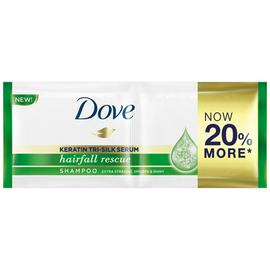 NEW!
Dove
KERATIN TRI-SILK SERUM
hairfall rescue
SHAMPOO EXTRA STRAIGHT, SMOOTH & SHINY
NOW
20%
MORE*